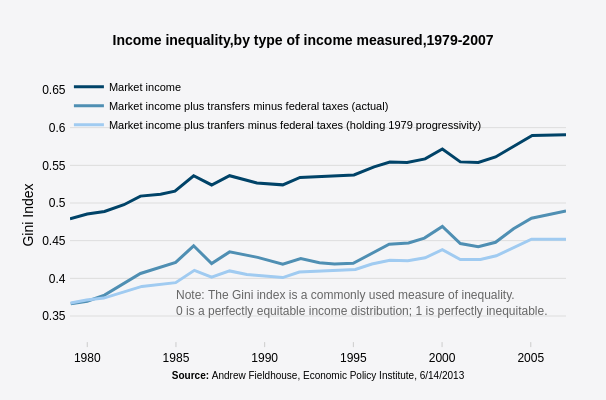 Income inequality,by type of income measured,1979-2007
Gini Index
0.65
0.6
0.55
0.5
0.45
0.4
0.35
Market income
Market income plus transfers minus federal taxes (actual)
Market income plus tranfers minus federal taxes (holding 1979 progressivity)
Note: The Gini index is a commonly used measure of inequality.
0 is a perfectly equitable income distribution; 1 is perfectly inequitable.
1980 1985 1990 1995 2000 2005
Source: Andrew Fieldhouse, Economic Policy Institute, 6/14/2013